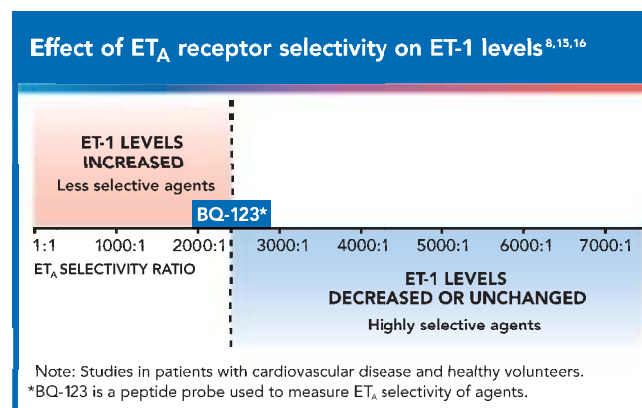 Effect of ETA receptor selectivity on ET-1 levels 8,15,16
ET-1 LEVELS
INCREASED
Less selective agents
BQ-123*
1:1 1000:1 2000:1 3000:1 4000:1 5000:1 6000:1 7000:1
ETA SELECTIVITY RATIO
ET-1 LEVELS
DECREASED OR UNCHANGED
Highly selective agents
Note: Studies in patients with cardiovascular disease and healthy volunteers.
*BQ-123 is a peptide probe used to measure ETA selectivity of agents.